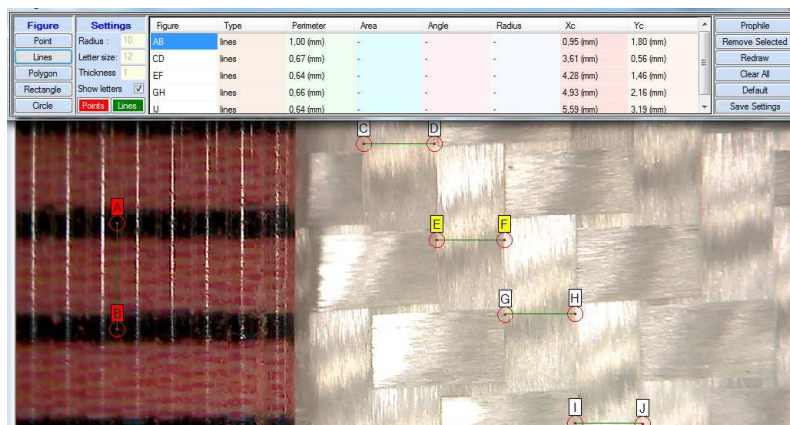 Figure Settings Figure Type Perimeter Area Angle Radius Xc Yc Prophile
Point Radius : 10 AB lines 1,00 (mm) - - - 0,95 (mm) 1,80 (mm) Remove Selected
Lines Letter size: 12 CD lines 0,67 (mm) - - - 3,61 (mm) 0,56 (mm) Redraw
Polygon Thickness 1 EF lines 0,64 (mm) - - - 4,28 (mm) 1,46 (mm) Clear All
Rectangle Show letters GH lines 0,66 (mm) - - - 4,93 (mm) 2,16 (mm) Default
Circle Points Lines IJ lines 0,64 (mm) - - - 5,59 (mm) 3,19 (mm) Save Settings
C D
A
E F
G H
B
I J